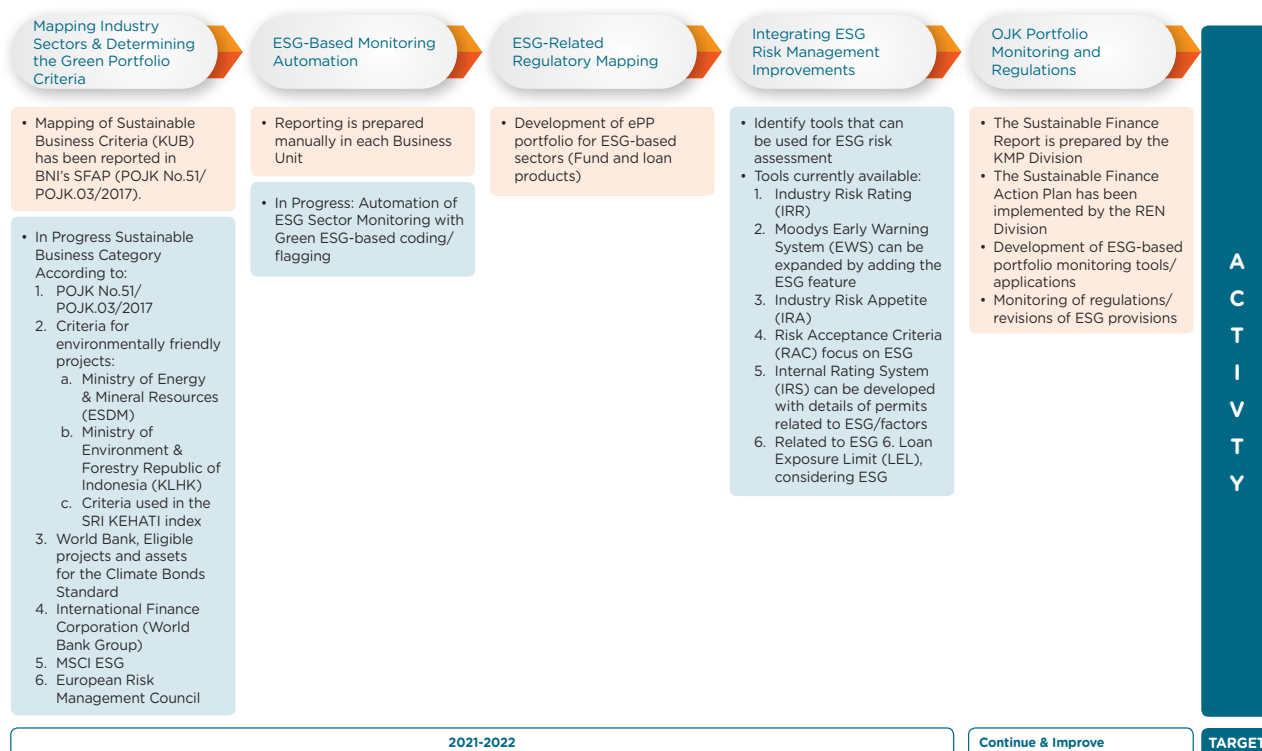 Mapping Industry
Sectors & Determining
the Green Portfolio
Criteria
ESG-Based Monitoring
Automation
ESG-Related
Regulatory Mapping
Integrating ESG
Risk Management
Improvements
OJK Portfolio
Monitoring and
Regulations
• Mapping of Sustainable
Business Criteria (KUB)
has been reported in
BNI's SFAP (POJK No.51/
POJK.03/2017).
• In Progress Sustainable
Business Category
According to:
1. POJK No.51/
POJK.03/2017
2. Criteria for
environmentally friendly
projects:
a. Ministry of Energy
& Mineral Resources
(ESDM)
b. Ministry of
Environment &
Forestry Republic of
Indonesia (KLHK)
c. Criteria used in the
SRI KEHATI index
3. World Bank, Eligible
projects and assets
for the Climate Bonds
Standard
4. International Finance
Corporation (World
Bank Group)
5. MSCI ESG
6. European Risk
Management Council
• Reporting is prepared
manually in each Business
Unit
• In Progress: Automation of
ESG Sector Monitoring with
Green ESG-based coding/
flagging
• Development of ePP
portfolio for ESG-based
sectors (Fund and loan
products)
• Identify tools that can
be used for ESG risk
assessment
• Tools currently available:
1. Industry Risk Rating
(IRR)
2. Moodys Early Warning
System (EWS) can be
expanded by adding the
ESG feature
3. Industry Risk Appetite
(IRA)
4. Risk Acceptance Criteria
(RAC) focus on ESG
5. Internal Rating System
(IRS) can be developed
with details of permits
related to ESG/factors
6. Related to ESG 6. Loan
Exposure Limit (LEL),
considering ESG
• The Sustainable Finance
Report is prepared by the
KMP Division
• The Sustainable Finance
Action Plan has been
implemented by the REN
Division
• Development of ESG-based
portfolio monitoring tools/
applications
• Monitoring of regulations/
revisions of ESG provisions
A
C
T
I
V
T
Y
2021-2022
Continue & Improve
TARGET